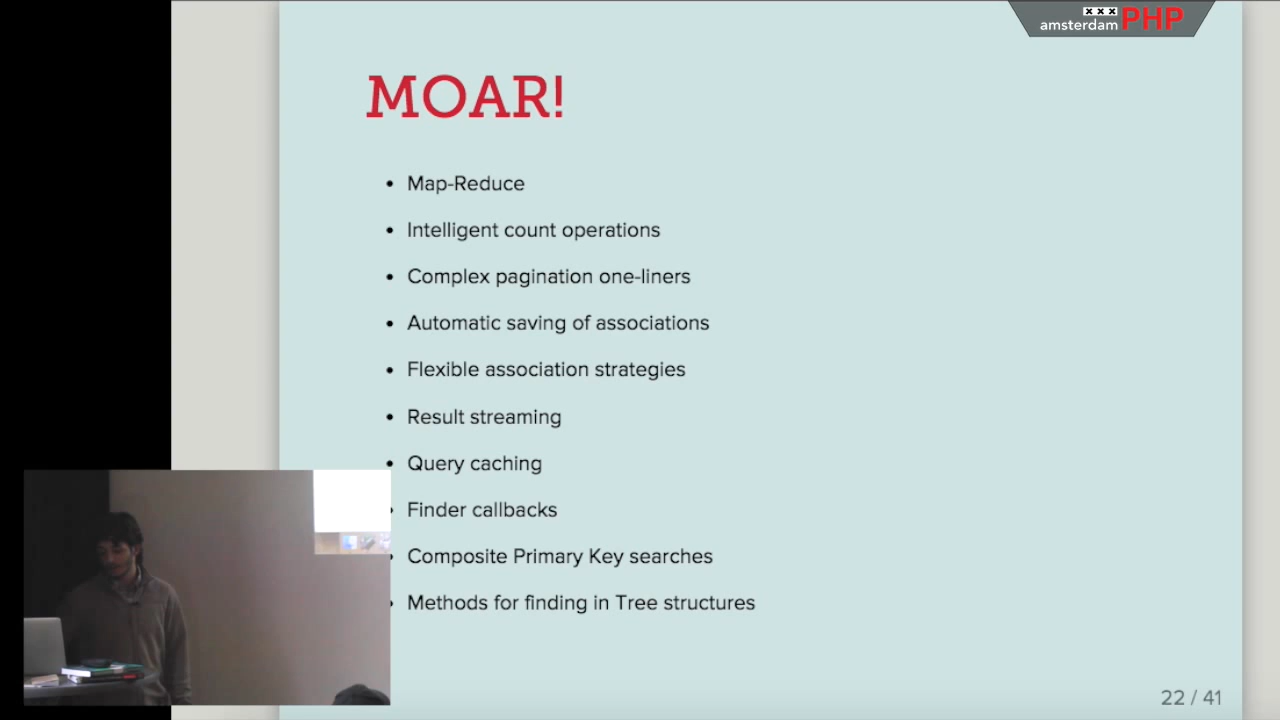 xxx
amsterdam PHP
MOAR!
• Map-Reduce
• Intelligent count operations
• Complex pagination one-liners
• Automatic saving of associations
• Flexible association strategies
• Result streaming
• Query caching
• Finder callbacks
• Composite Primary Key searches
• Methods for finding in Tree structures
22 / 41